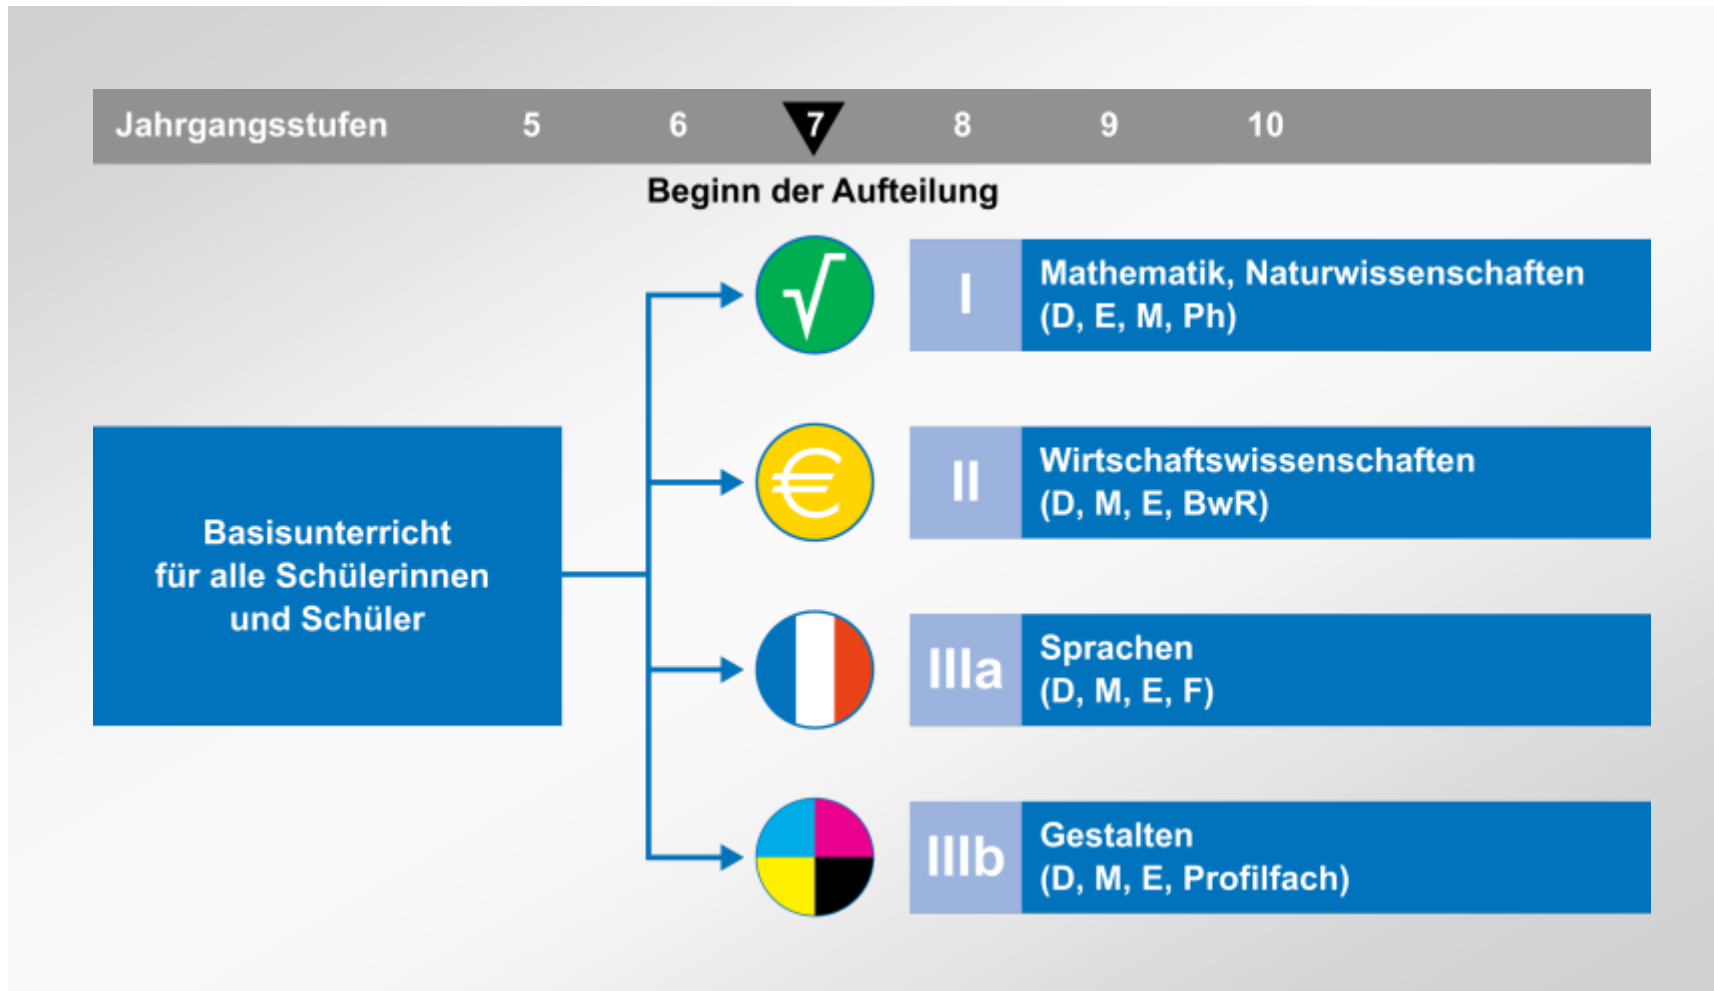 Jahrgangsstufen 5 6 7 8 9 10
Beginn der Aufteilung
Basisunterricht
für alle Schülerinnen
und Schüler
√
I
Mathematik, Naturwissenschaften
(D, E, M, Ph)
€
II
Wirtschaftswissenschaften
(D, M, E, BwR)
IIIa
Sprachen
(D, M, E, F)
IIIb
Gestalten
(D, M, E, Profilfach)